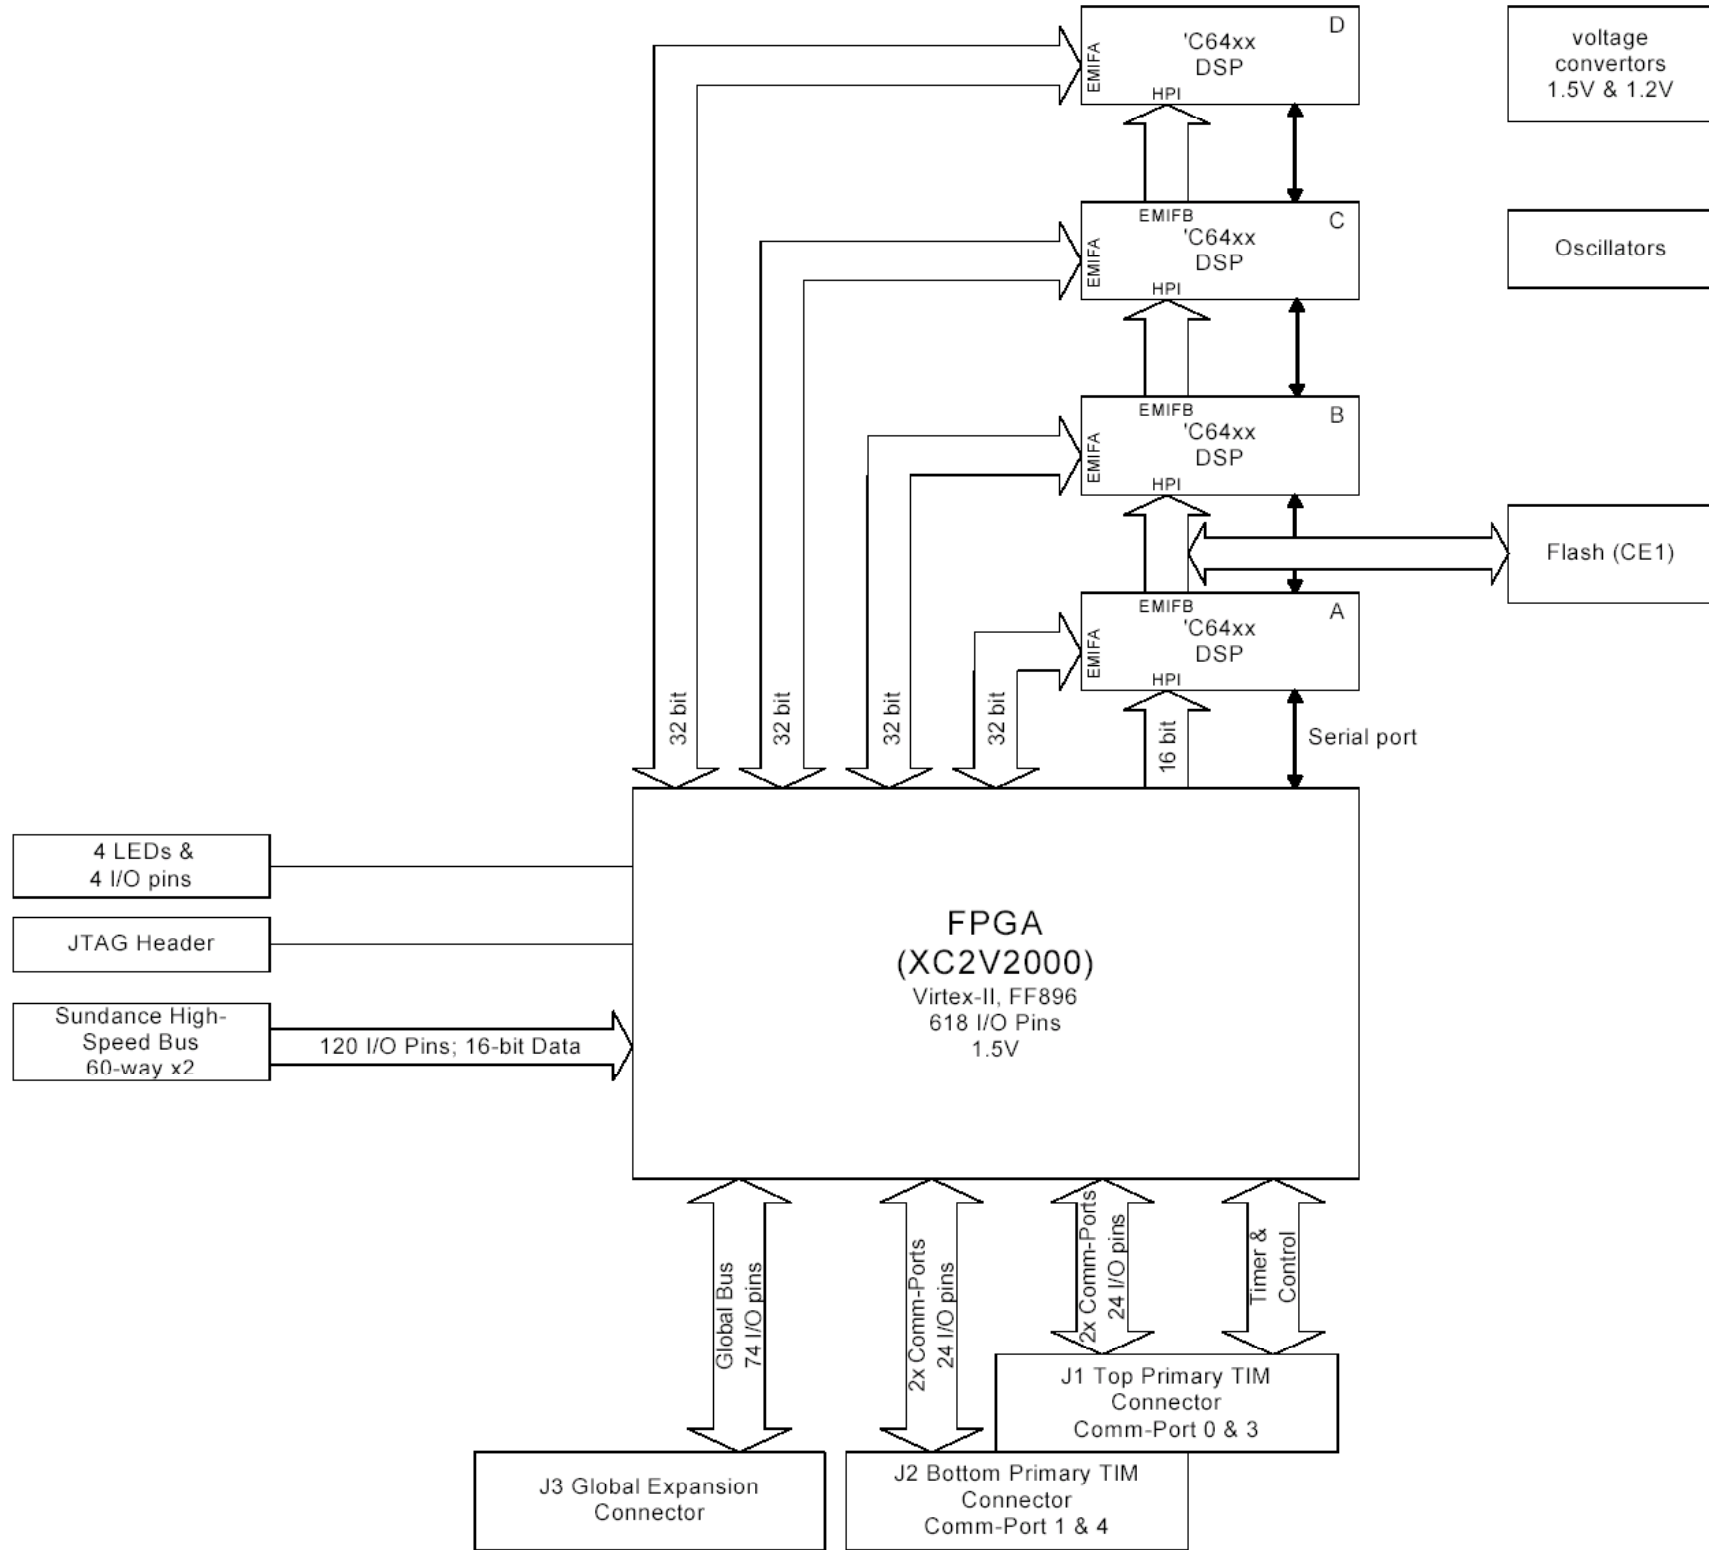 D
'C64xx
DSP
EMIFA
HPI
voltage
convertors
1.5V & 1.2V
EMIFB
C
'C64xx
DSP
EMIFA
HPI
Oscillators
EMIFB
B
'C64xx
DSP
EMIFA
HPI
Flash (CE1)
EMIFB
A
'C64xx
DSP
EMIFA
HPI
32 bit
32 bit
32 bit
32 bit
16 bit
Serial port
4 LEDs &
4 I/O pins
JTAG Header
Sundance High-
Speed Bus
60-way x2
120 I/O Pins; 16-bit Data
FPGA
(XC2V2000)
Virtex-II, FF896
618 I/O Pins
1.5V
Global Bus
74 I/O pins
2x Comm-Ports
24 I/O pins
2x Comm-Ports
24 I/O pins
Timer &
Control
J1 Top Primary TIM
Connector
Comm-Port 0 & 3
J3 Global Expansion
Connector
J2 Bottom Primary TIM
Connector
Comm-Port 1 & 4